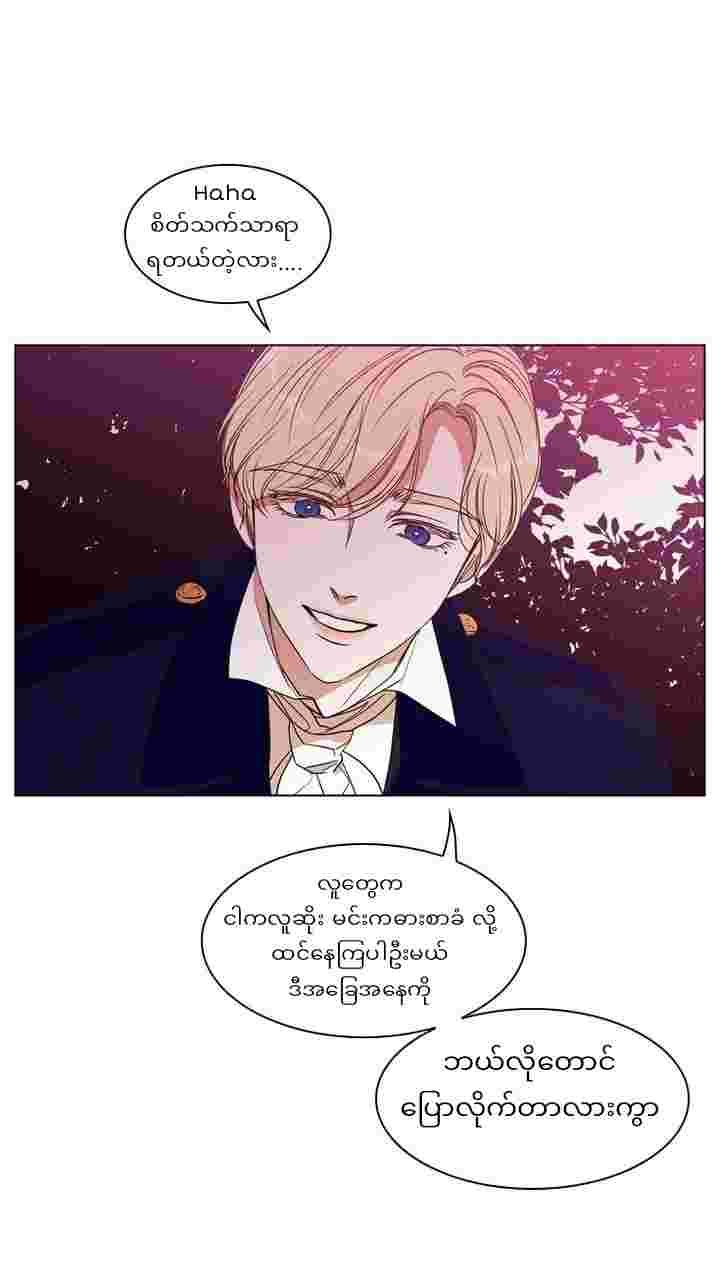 Haha
စိတ်သက်သာရာ
ရတယ်တဲ့လား....
လူတွေက
ငါကလူဆိုး မင်းကဓားစာခံ လို့
ထင်နေကြပါဦးမယ်
ဒီအခြေအနေကို
ဘယ်လိုတောင်
ပြောလိုက်တာလားကွာ